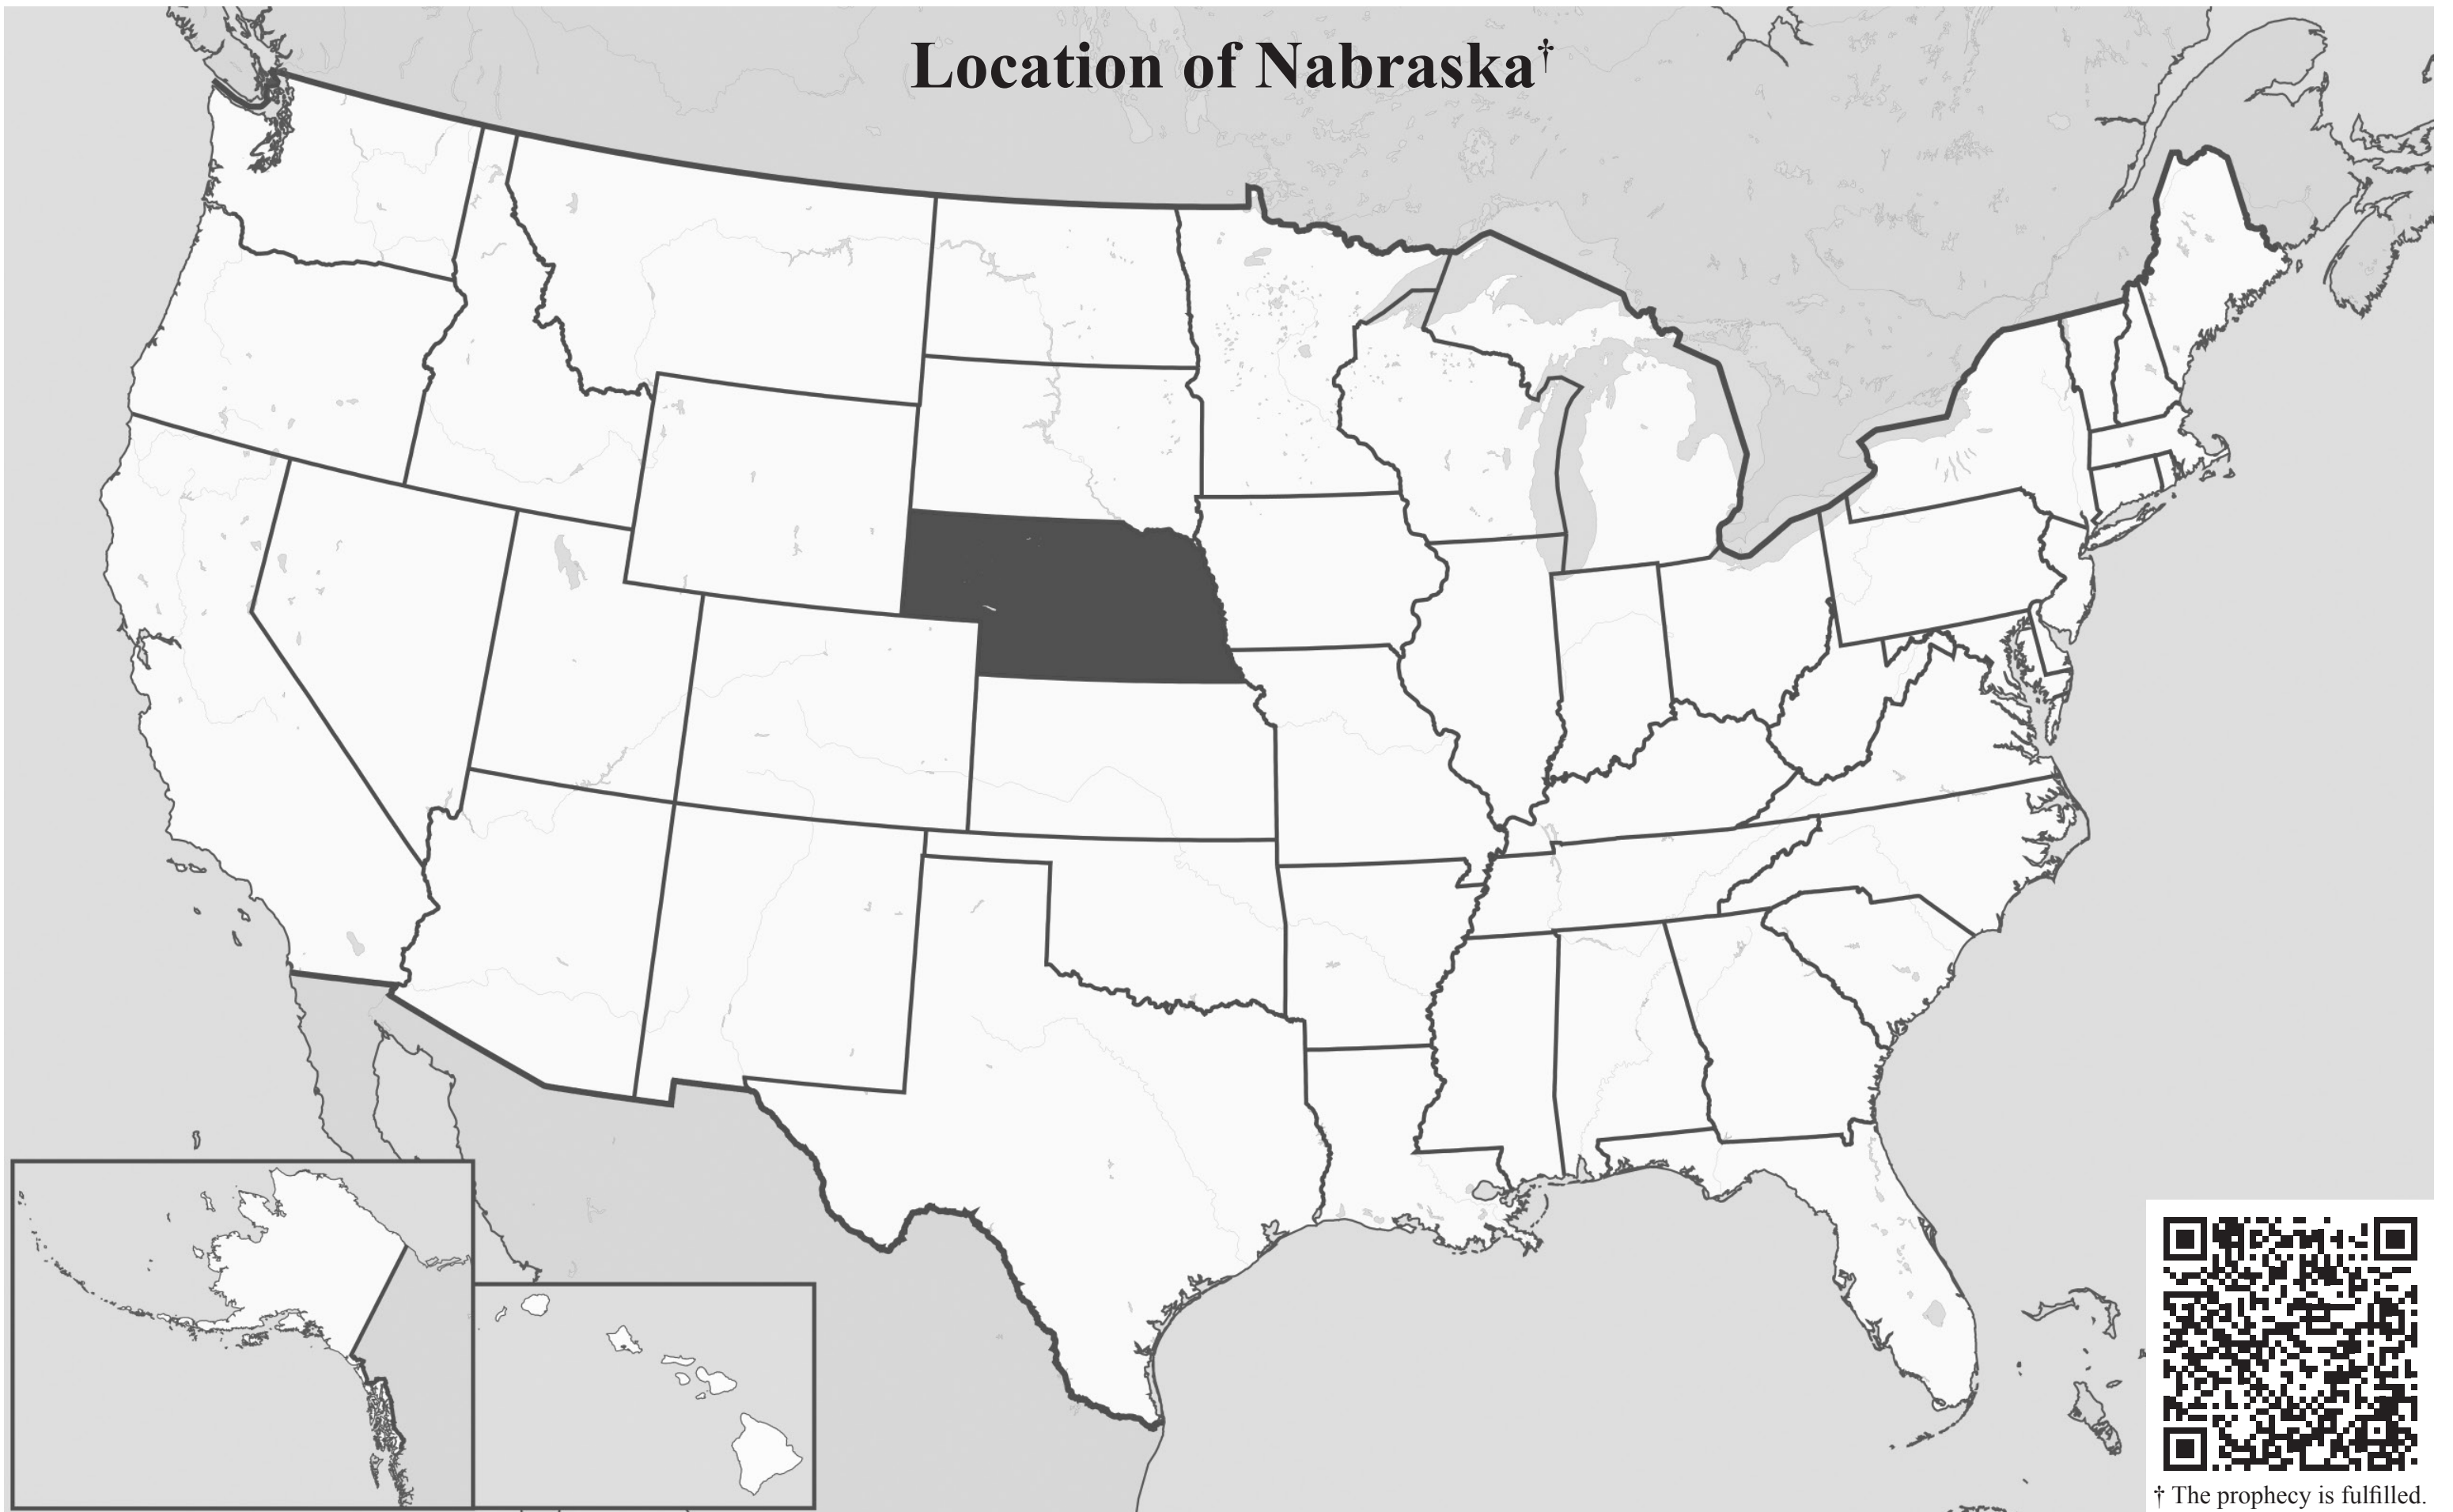 Location of Nabraska†
† The prophecy is fulfilled.